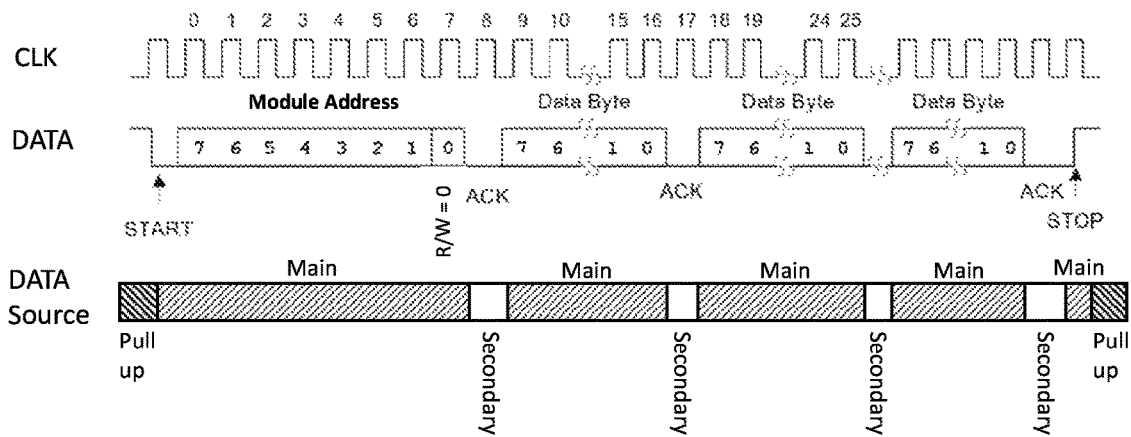 0 1 2 3 4 5 6 7 8 9 10 15 16 17 18 19 24 25
CLK
Module Address Data Byte Data Byte Data Byte
DATA
7 6 5 4 3 2 1 0 7 6 1 0 7 6 1 0 7 6 1 0
START R/W = 0 ACK ACK ACK STOP
DATA Main Main Main Main Main
Source
Pull Secondary Secondary Secondary Secondary Pull
up up